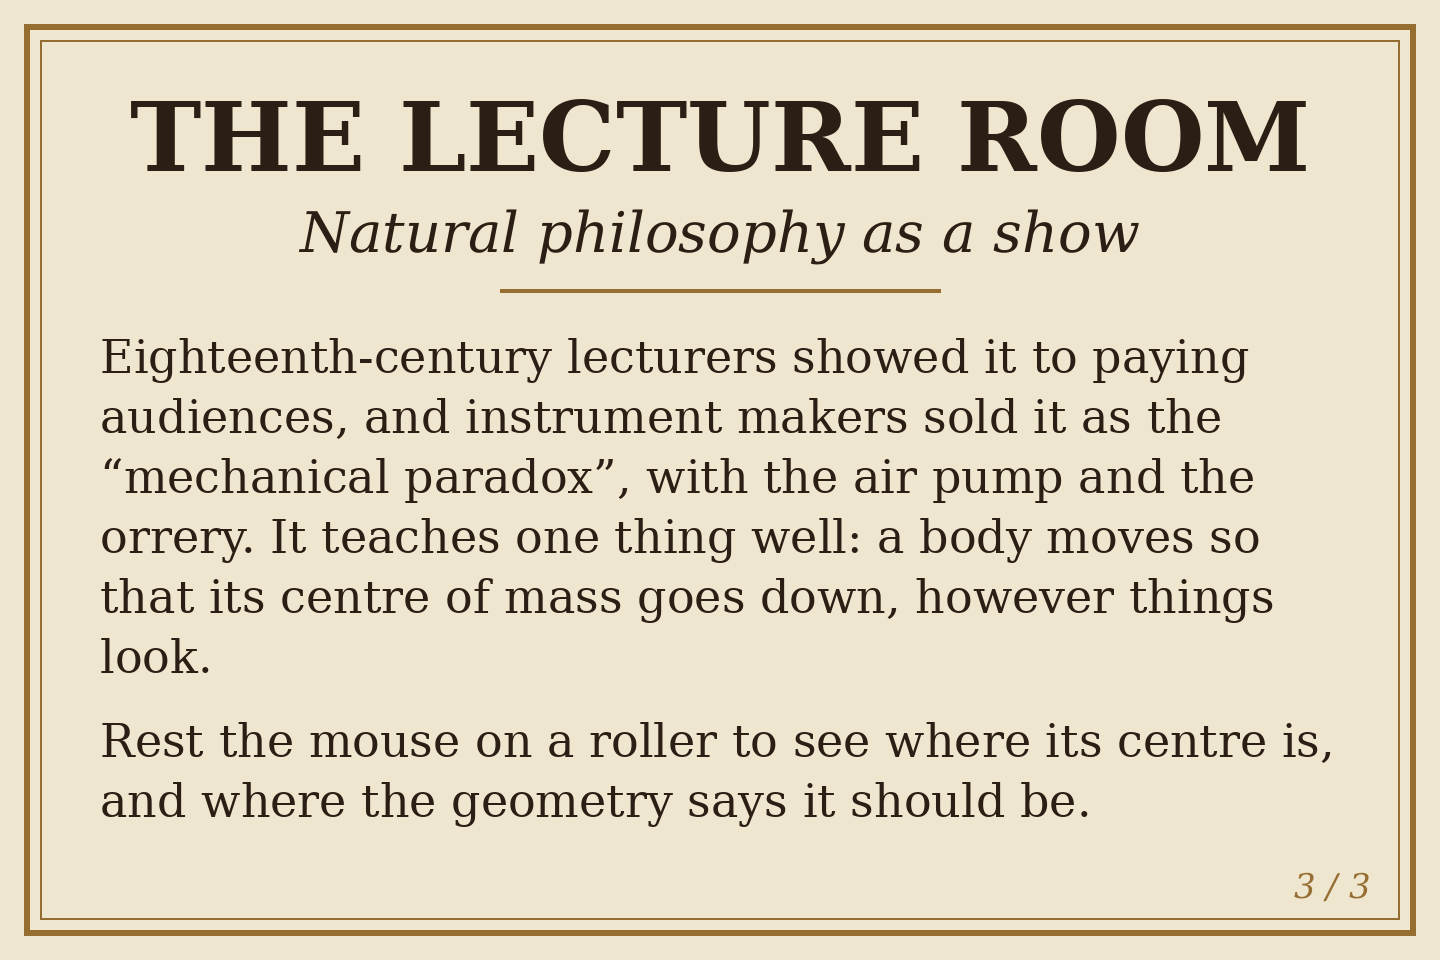 THE LECTURE ROOM
Natural philosophy as a show
Eighteenth-century lecturers showed it to paying
audiences, and instrument makers sold it as the
“mechanical paradox”, with the air pump and the
orrery. It teaches one thing well: a body moves so
that its centre of mass goes down, however things
look.
Rest the mouse on a roller to see where its centre is,
and where the geometry says it should be.
3 / 3